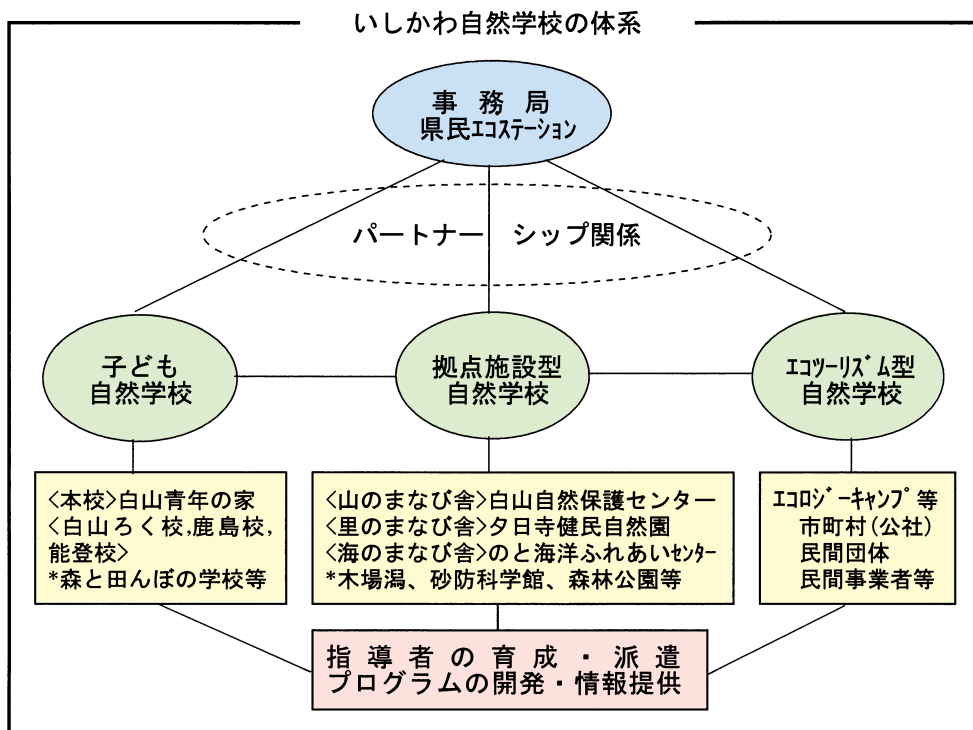 いしかわ自然学校の体系
事務局
県民ｴｺｽﾃｰｼｮﾝ
パートナーシップ関係
子ども
自然学校
拠点施設型
自然学校
ｴｺﾂｰﾘｽﾞﾑ型
自然学校
<本校>白山青年の家
<白山ろく校,鹿島校,
能登校>
*森と田んぼの学校等
<山のまなび舎>白山自然保護センター
<里のまなび舎>夕日寺健民自然園
<海のまなび舎>のと海洋ふれあいｾﾝﾀｰ
*木場潟、砂防科学館、森林公園等
ｴｺﾛｼﾞｰｷｬﾝﾌﾟ等
市町村(公社)
民間団体
民間事業者等
指導者の育成・派遣
プログラムの開発・情報提供